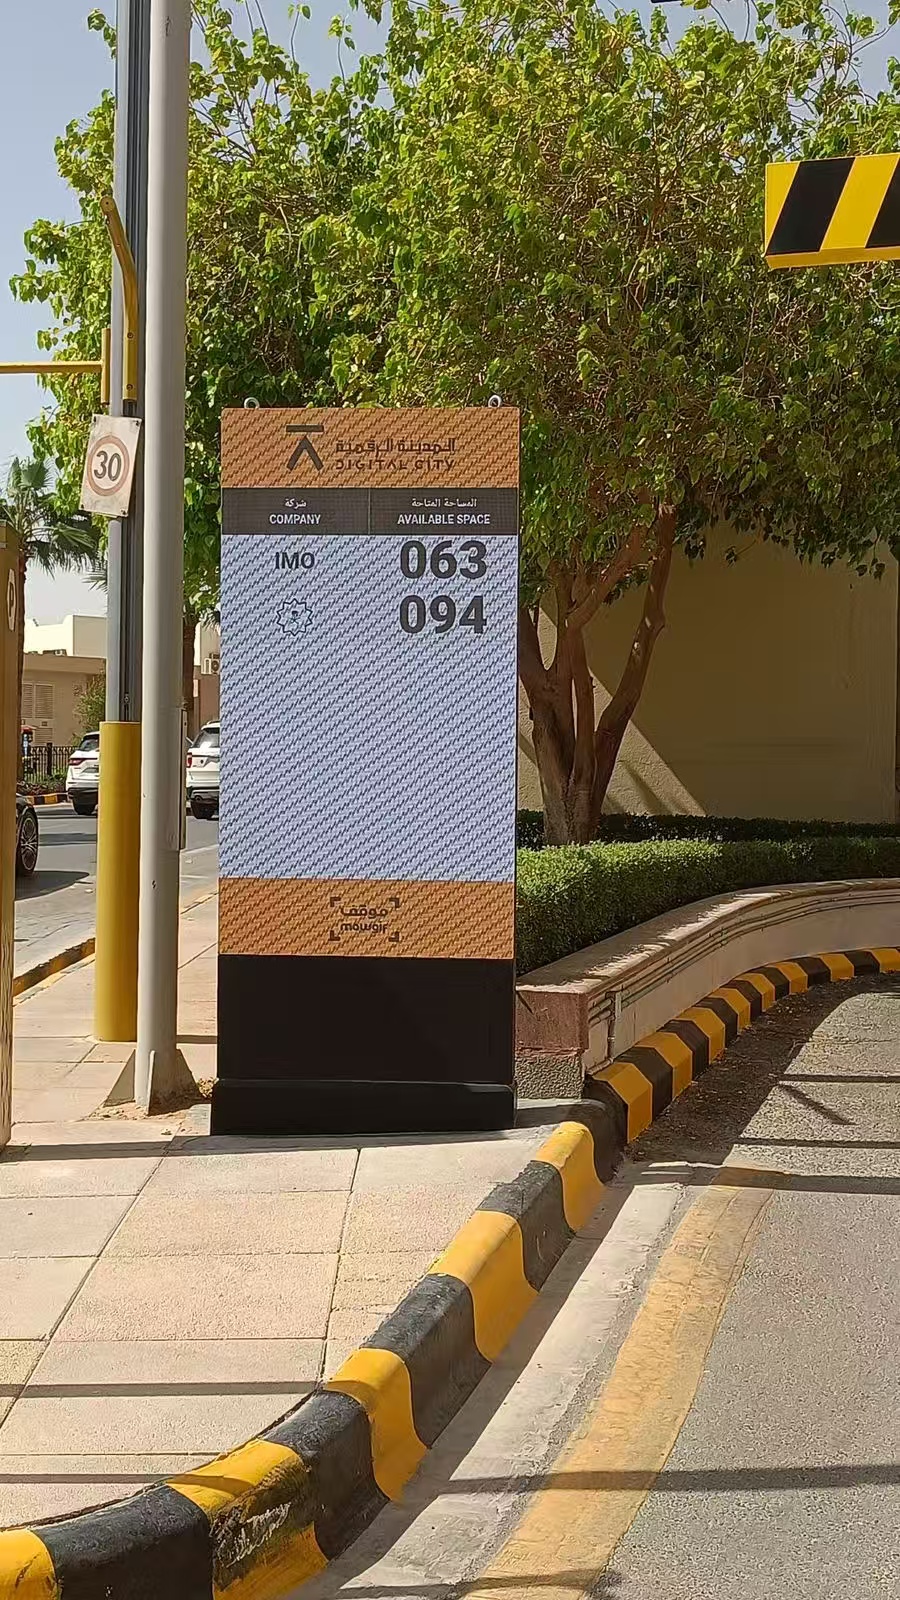 30
المدينة الرقمية
DIGITAL CITY
شركة
COMPANY
المساحة المتاحة
AVAILABLE SPACE
IMO 063
094
موقف
mawqif
P